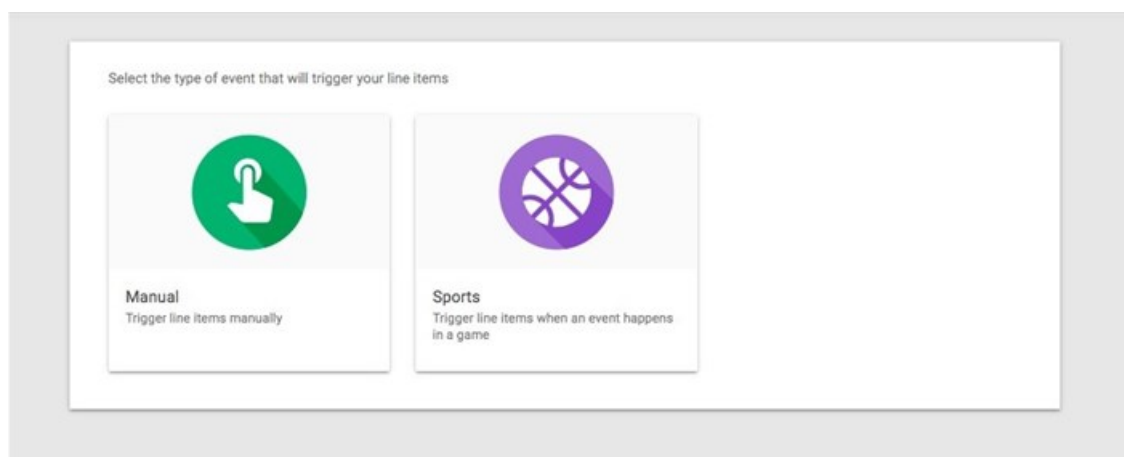 Select the type of event that will trigger your line items
Manual
Trigger line items manually
Sports
Trigger line items when an event happens
in a game